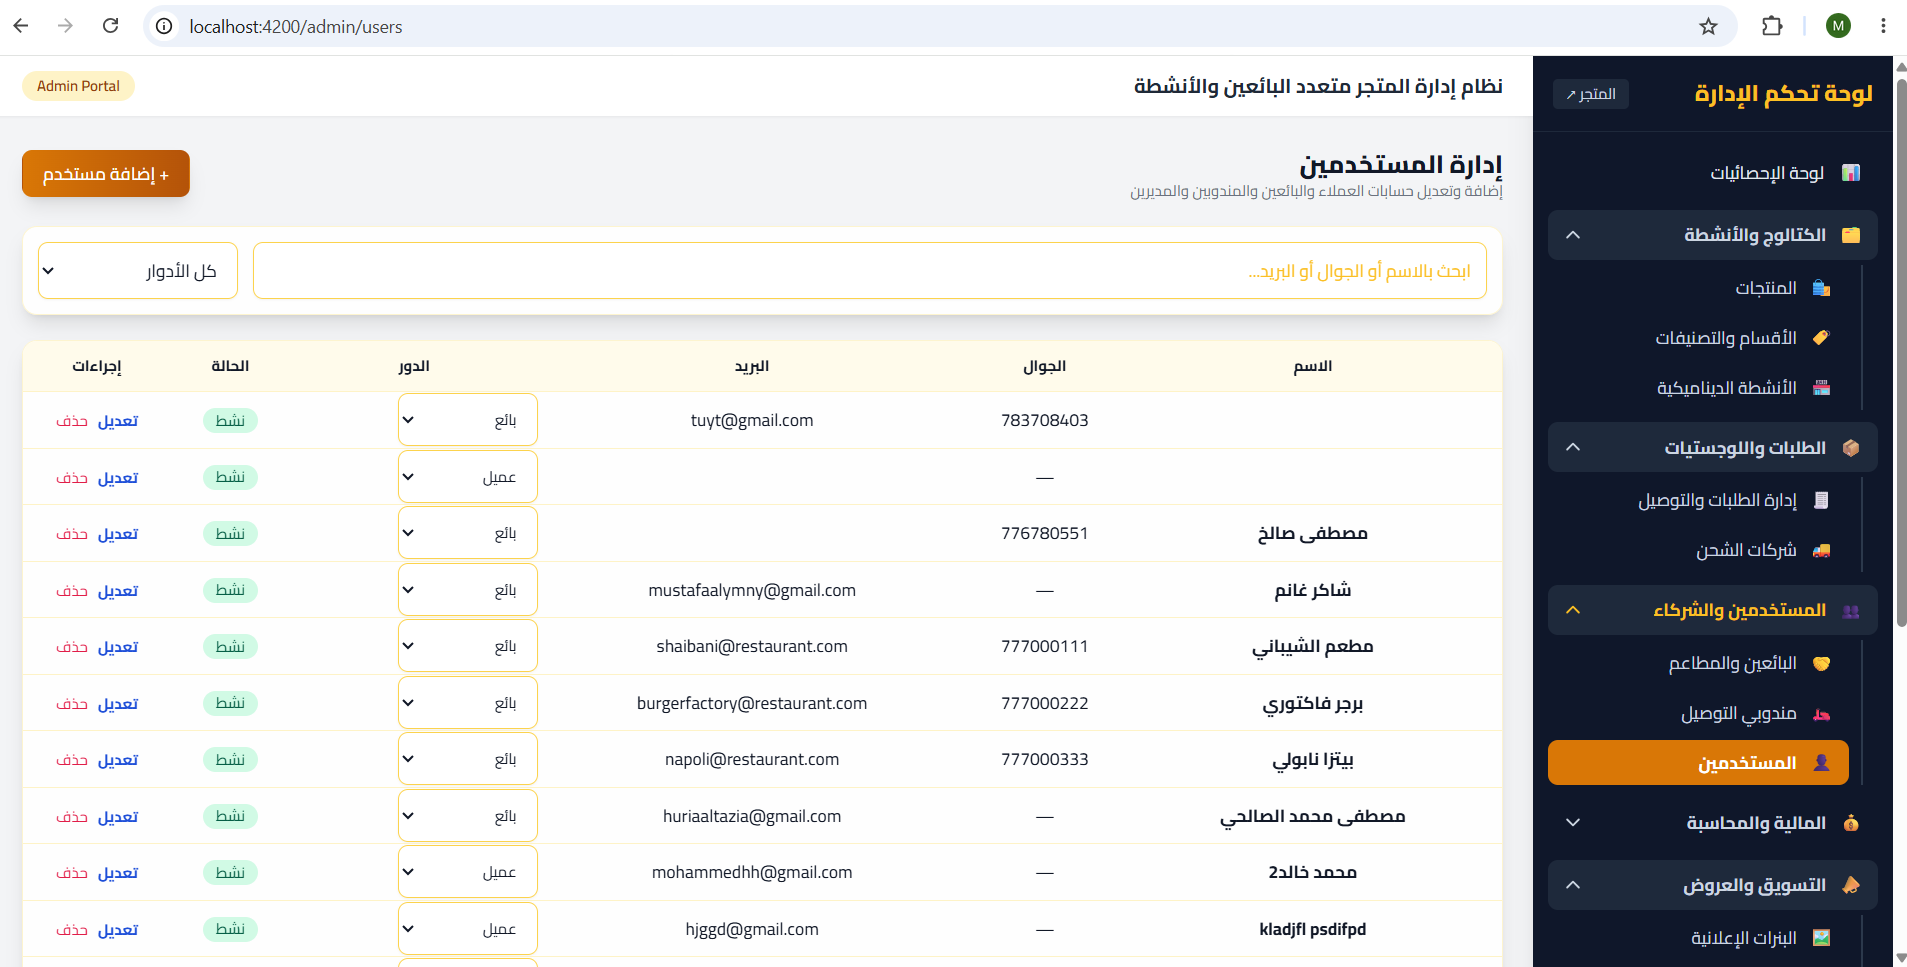 localhost:4200/admin/users
M
لوحة تحكم الإدارة
المتجر ↗
لوحة الإحصائيات
الكتالوج والأنشطة
المنتجات
الأقسام والتصنيفات
الأنشطة الديناميكية
الطلبات واللوجستيات
إدارة الطلبات والتوصيل
شركات الشحن
المستخدمين والشركاء
البائعين والمطاعم
مندوبي التوصيل
المستخدمين
المالية والمحاسبة
التسويق والعروض
البنرات الإعلانية
نظام إدارة المتجر متعدد البائعين والأنشطة
Admin Portal
إدارة المستخدمين
إضافة وتعديل حسابات العملاء والبائعين والمندوبين والمديرين
+ إضافة مستخدم
ابحث بالاسم أو الجوال أو البريد...
كل الأدوار
الاسم الجوال البريد الدور الحالة إجراءات
783708403 tuyt@gmail.com بائع نشط تعديل حذف
— عميل نشط تعديل حذف
مصطفى صالخ 776780551 بائع نشط تعديل حذف
شاكر غانم — mustafaalymny@gmail.com بائع نشط تعديل حذف
مطعم الشيباني 777000111 shaibani@restaurant.com بائع نشط تعديل حذف
برجر فاكتوري 777000222 burgerfactory@restaurant.com بائع نشط تعديل حذف
بيتزا نابولي 777000333 napoli@restaurant.com بائع نشط تعديل حذف
مصطفى محمد الصالحي — huriaaltazia@gmail.com بائع نشط تعديل حذف
محمد خالد2 — mohammedhh@gmail.com عميل نشط تعديل حذف
kladjfl psdifpd — hjggd@gmail.com عميل نشط تعديل حذف